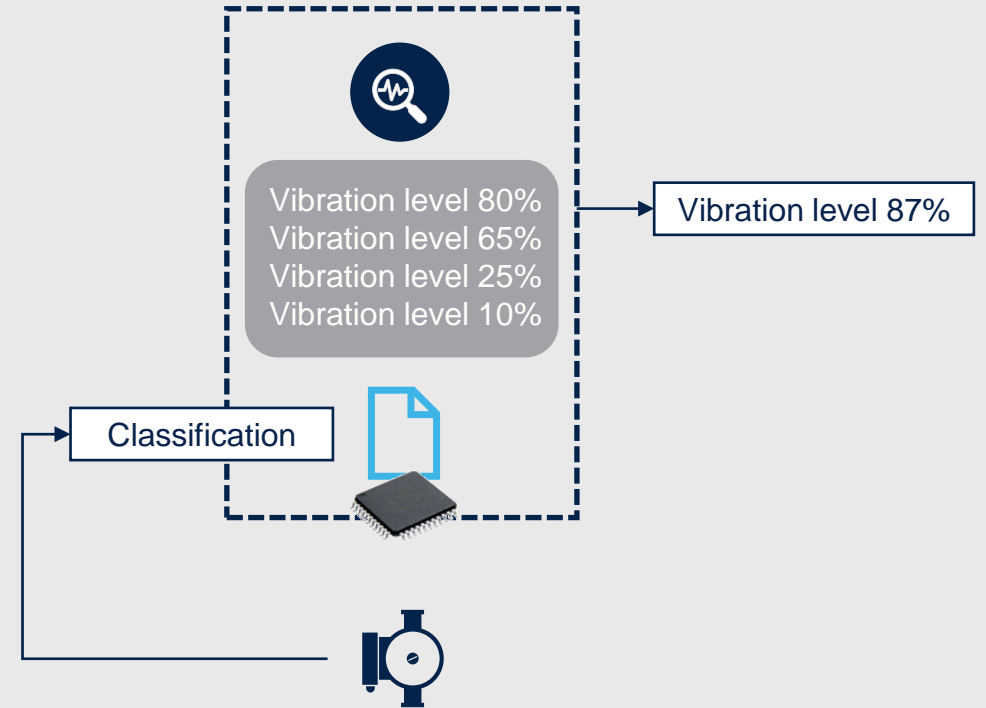 Vibration level 80%
Vibration level 65%
Vibration level 25%
Vibration level 10%
Vibration level 87%
Classification